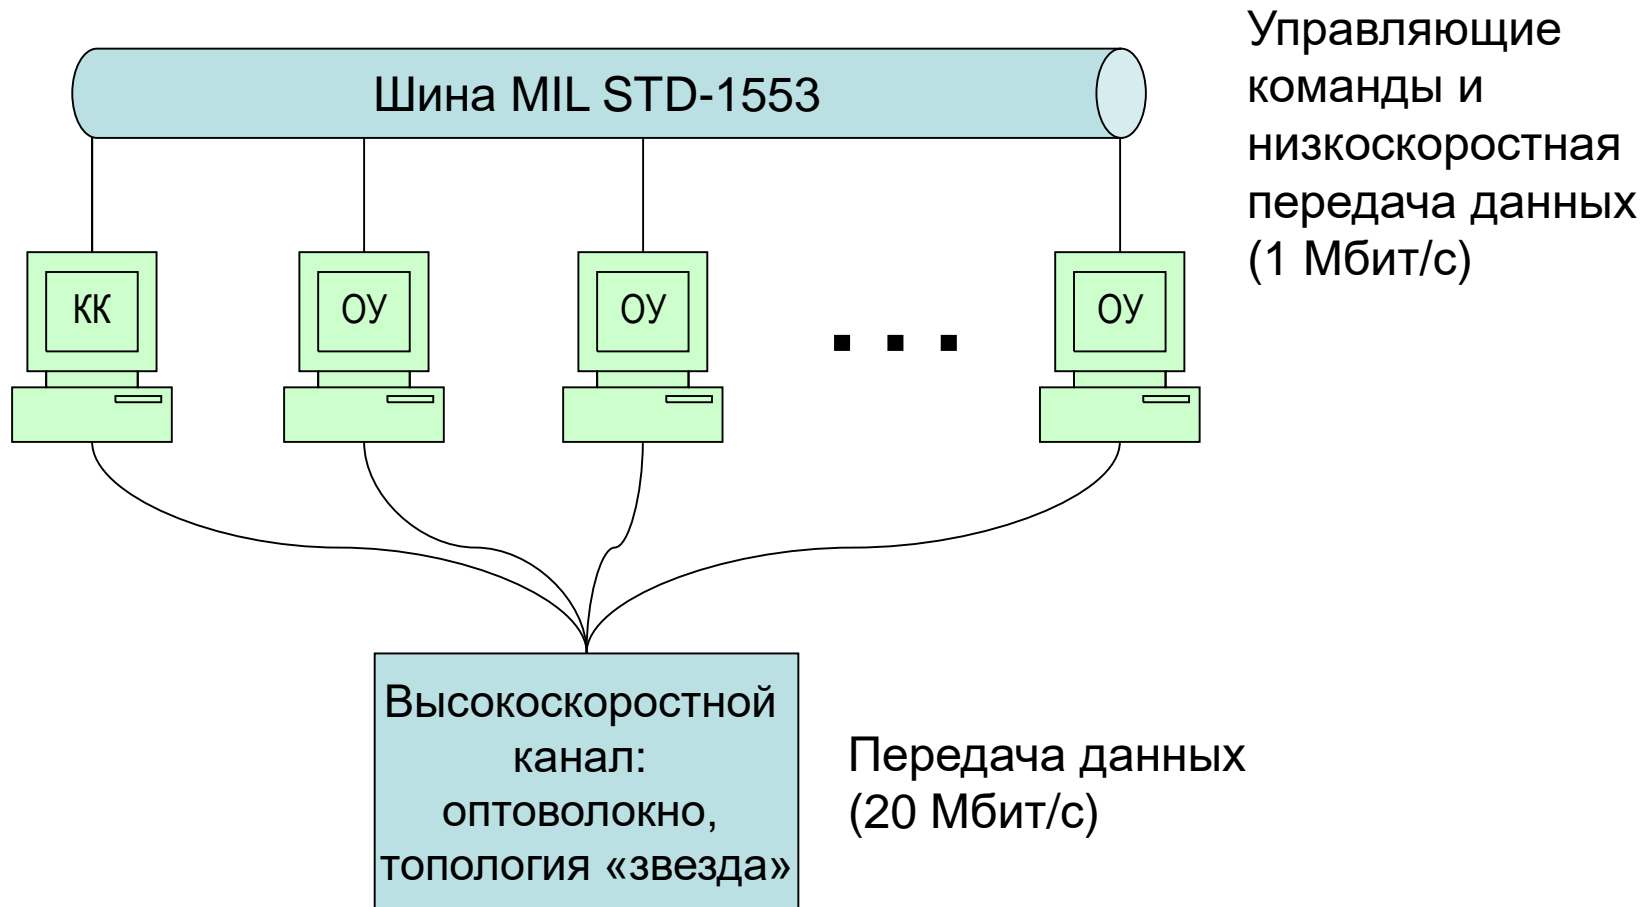 Шина MIL STD-1553
Управляющие
команды и
низкоскоростная
передача данных
(1 Мбит/с)
КК
ОУ
ОУ
ОУ
. . .
Высокоскоростной
канал:
оптоволокно,
топология «звезда»
Передача данных
(20 Мбит/с)